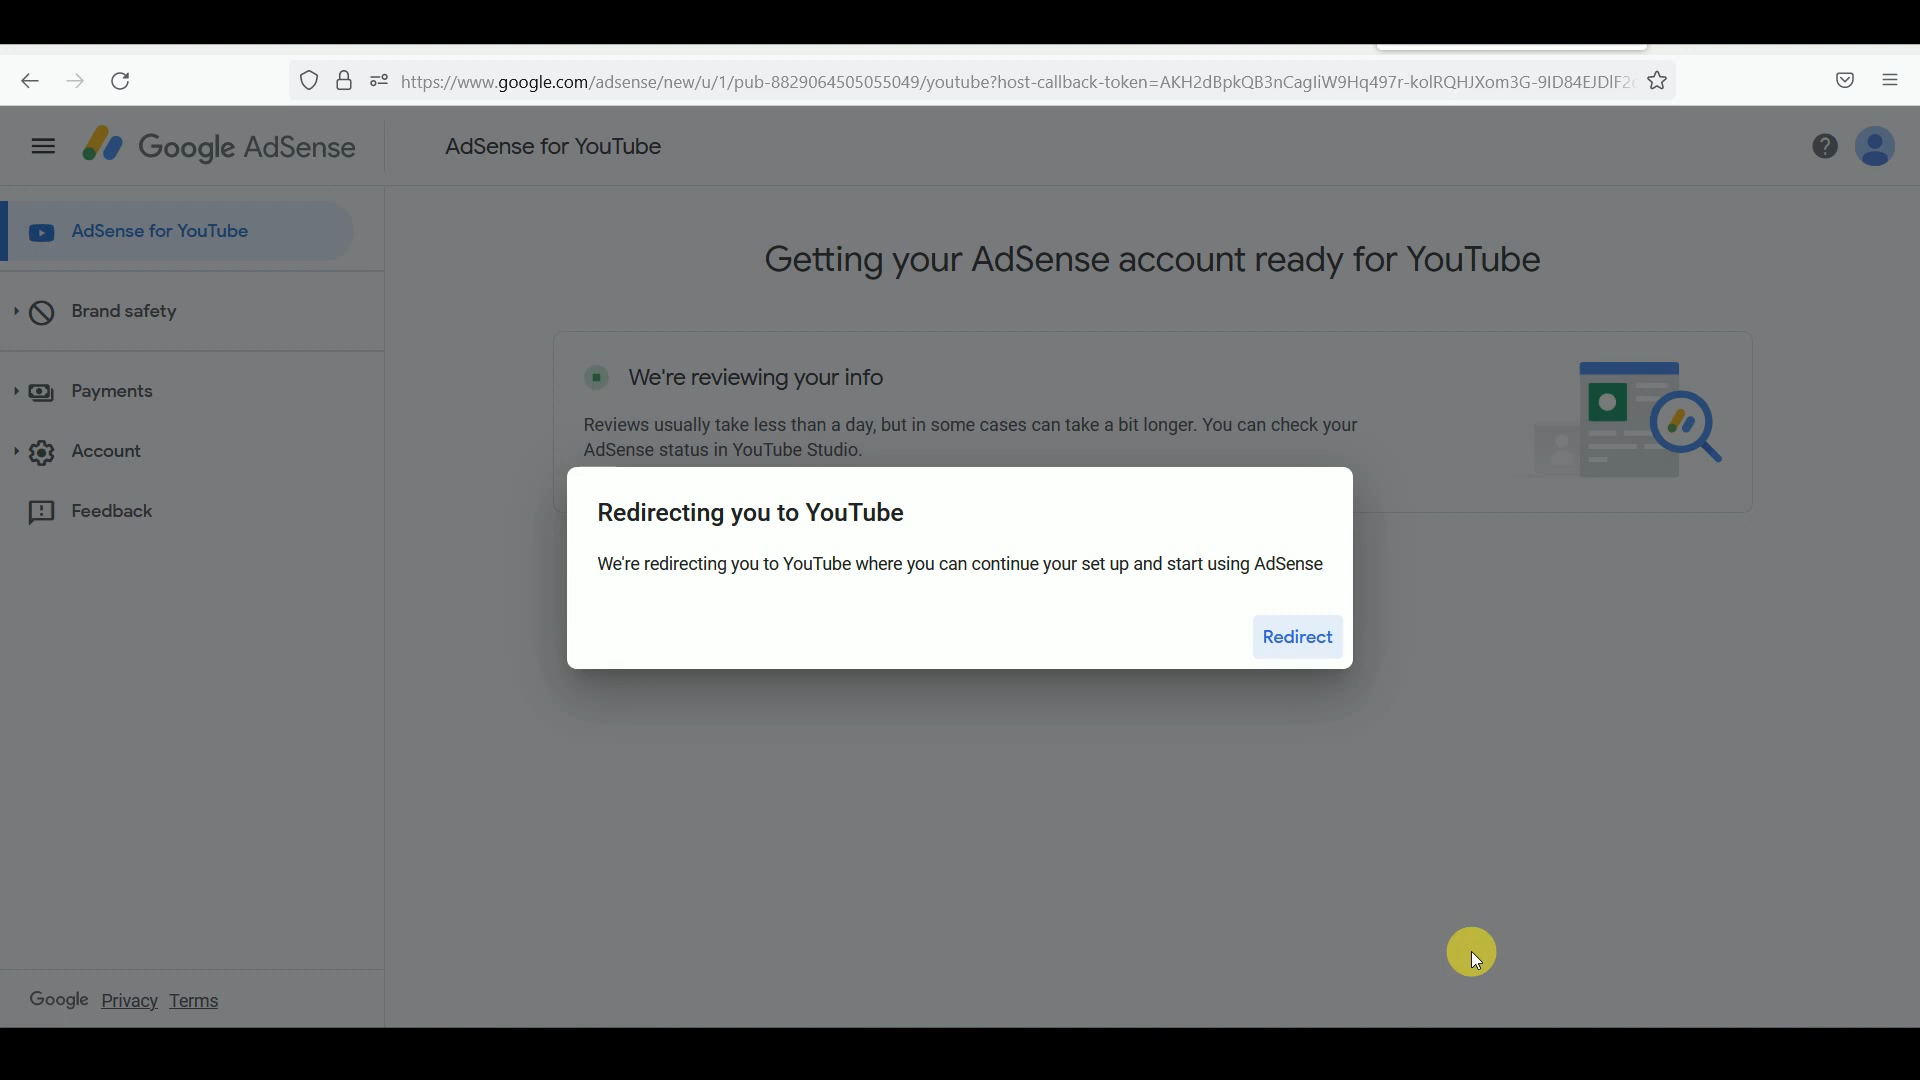 https://www.google.com/adsense/new/u/1/pub-8829064505055049/youtube?host-callback-token=
Google AdSense
AdSense for YouTube
AdSense for YouTube
Brand safety
Payments
Account
Feedback
Getting your AdSense account ready for YouTube
We're reviewing your info
Reviews usually take less than a day, but in some cases can take a bit longer. You can check your
AdSense status in YouTube Studio.
Redirecting you to YouTube
We're redirecting you to YouTube where you can continue your set up and start using AdSense
Redirect
Google Privacy Terms